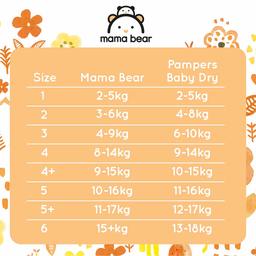 mama bear
Size Mama Bear Pampers Baby Dry
1 2-5kg 2-5kg
2 3-6kg 4-8kg
3 4-9kg 6-10kg
4 8-14kg 9-14kg
4+ 9-15kg 10-15kg
5 10-16kg 11-16kg
5+ 11-17kg 12-17kg
6 15+kg 13-18kg